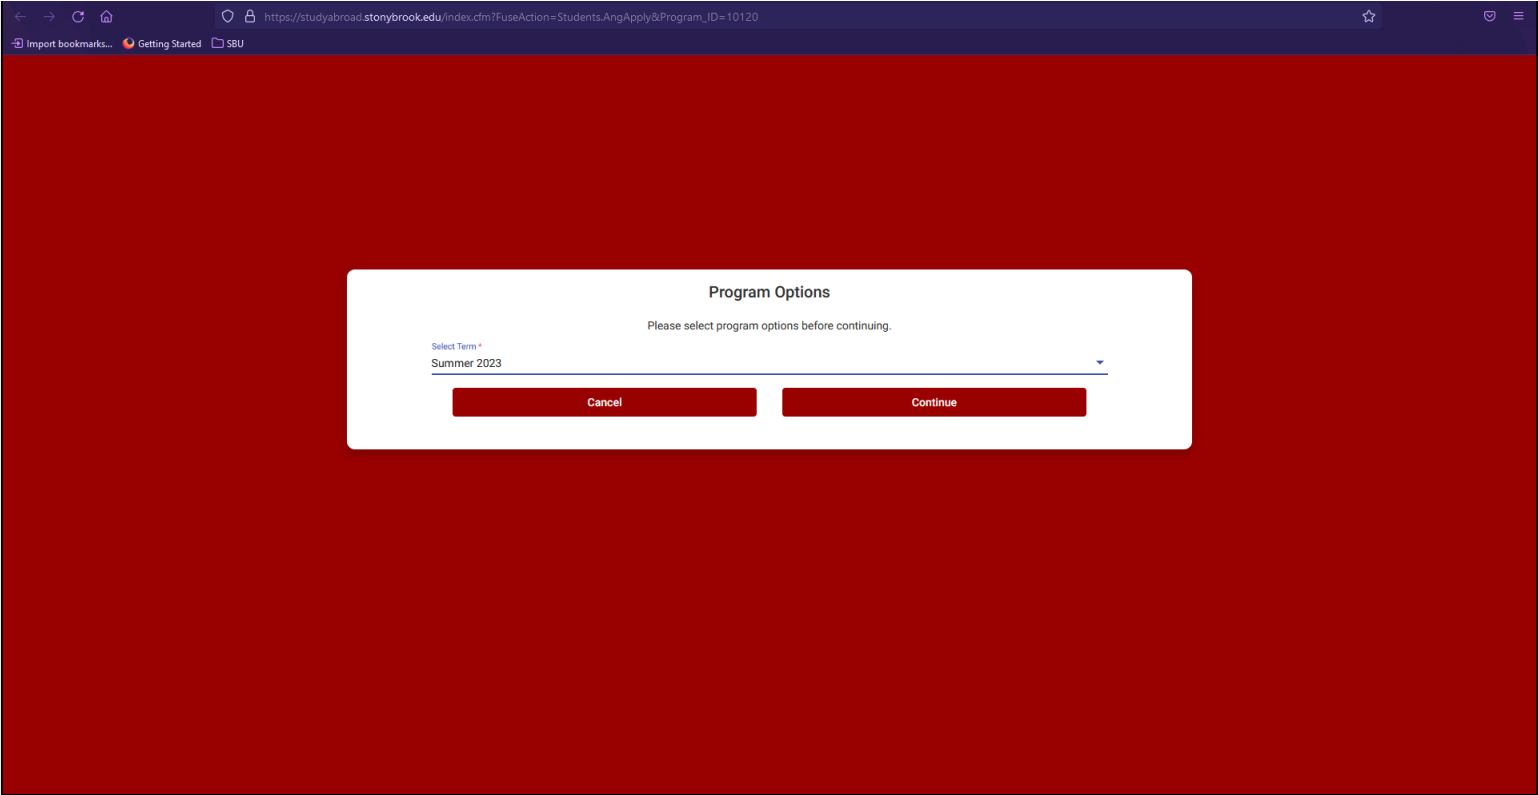 https://studyabroad.stonybrook.edu/index.cfm?FuseAction=Students.AngApply&Program_ID=10120
Import bookmarks... Getting Started SBU
Program Options
Please select program options before continuing.
Select Term *
Summer 2023
Cancel Continue